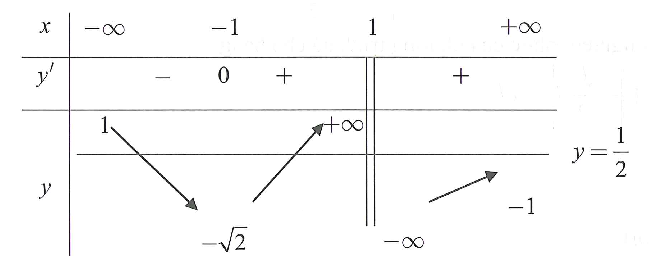 x −∞ −1 1 +∞
y′ − 0 + +
1 +∞
y = 1/2
y −1
−√2 −∞